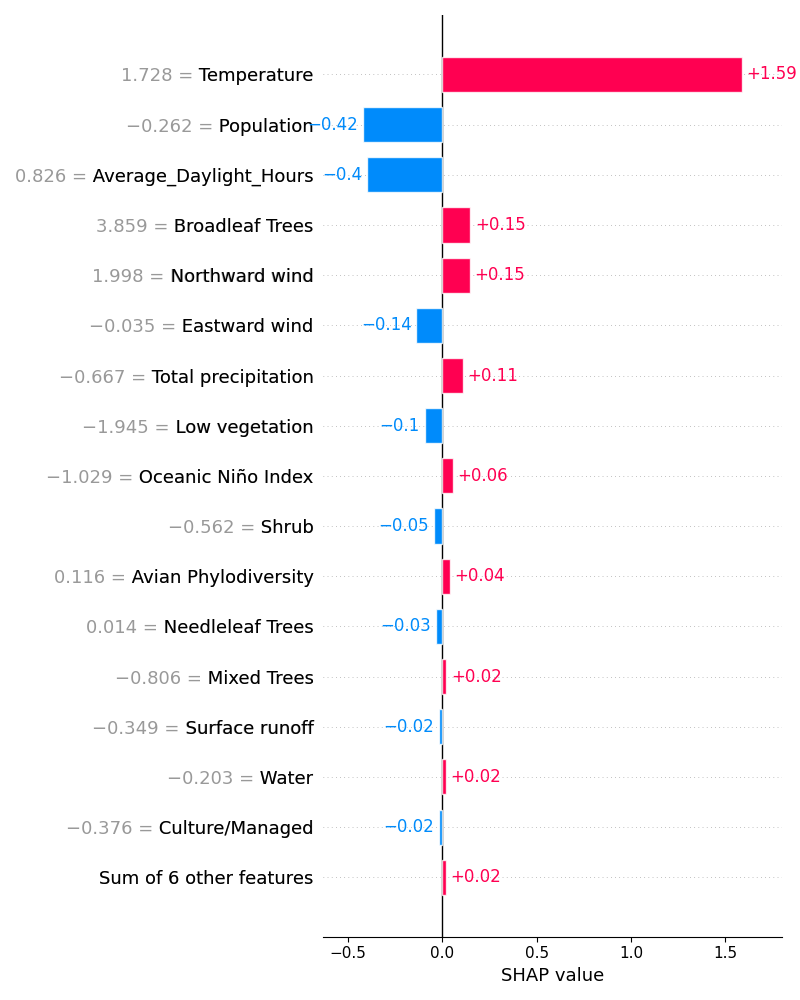 1.728 = Temperature +1.59
−0.262 = Population −0.42
0.826 = Average_Daylight_Hours −0.4
3.859 = Broadleaf Trees +0.15
1.998 = Northward wind +0.15
−0.035 = Eastward wind −0.14
−0.667 = Total precipitation +0.11
−1.945 = Low vegetation −0.1
−1.029 = Oceanic Niño Index +0.06
−0.562 = Shrub −0.05
0.116 = Avian Phylodiversity +0.04
0.014 = Needleleaf Trees −0.03
−0.806 = Mixed Trees +0.02
−0.349 = Surface runoff −0.02
−0.203 = Water +0.02
−0.376 = Culture/Managed −0.02
Sum of 6 other features +0.02
−0.5 0.0 0.5 1.0 1.5
SHAP value